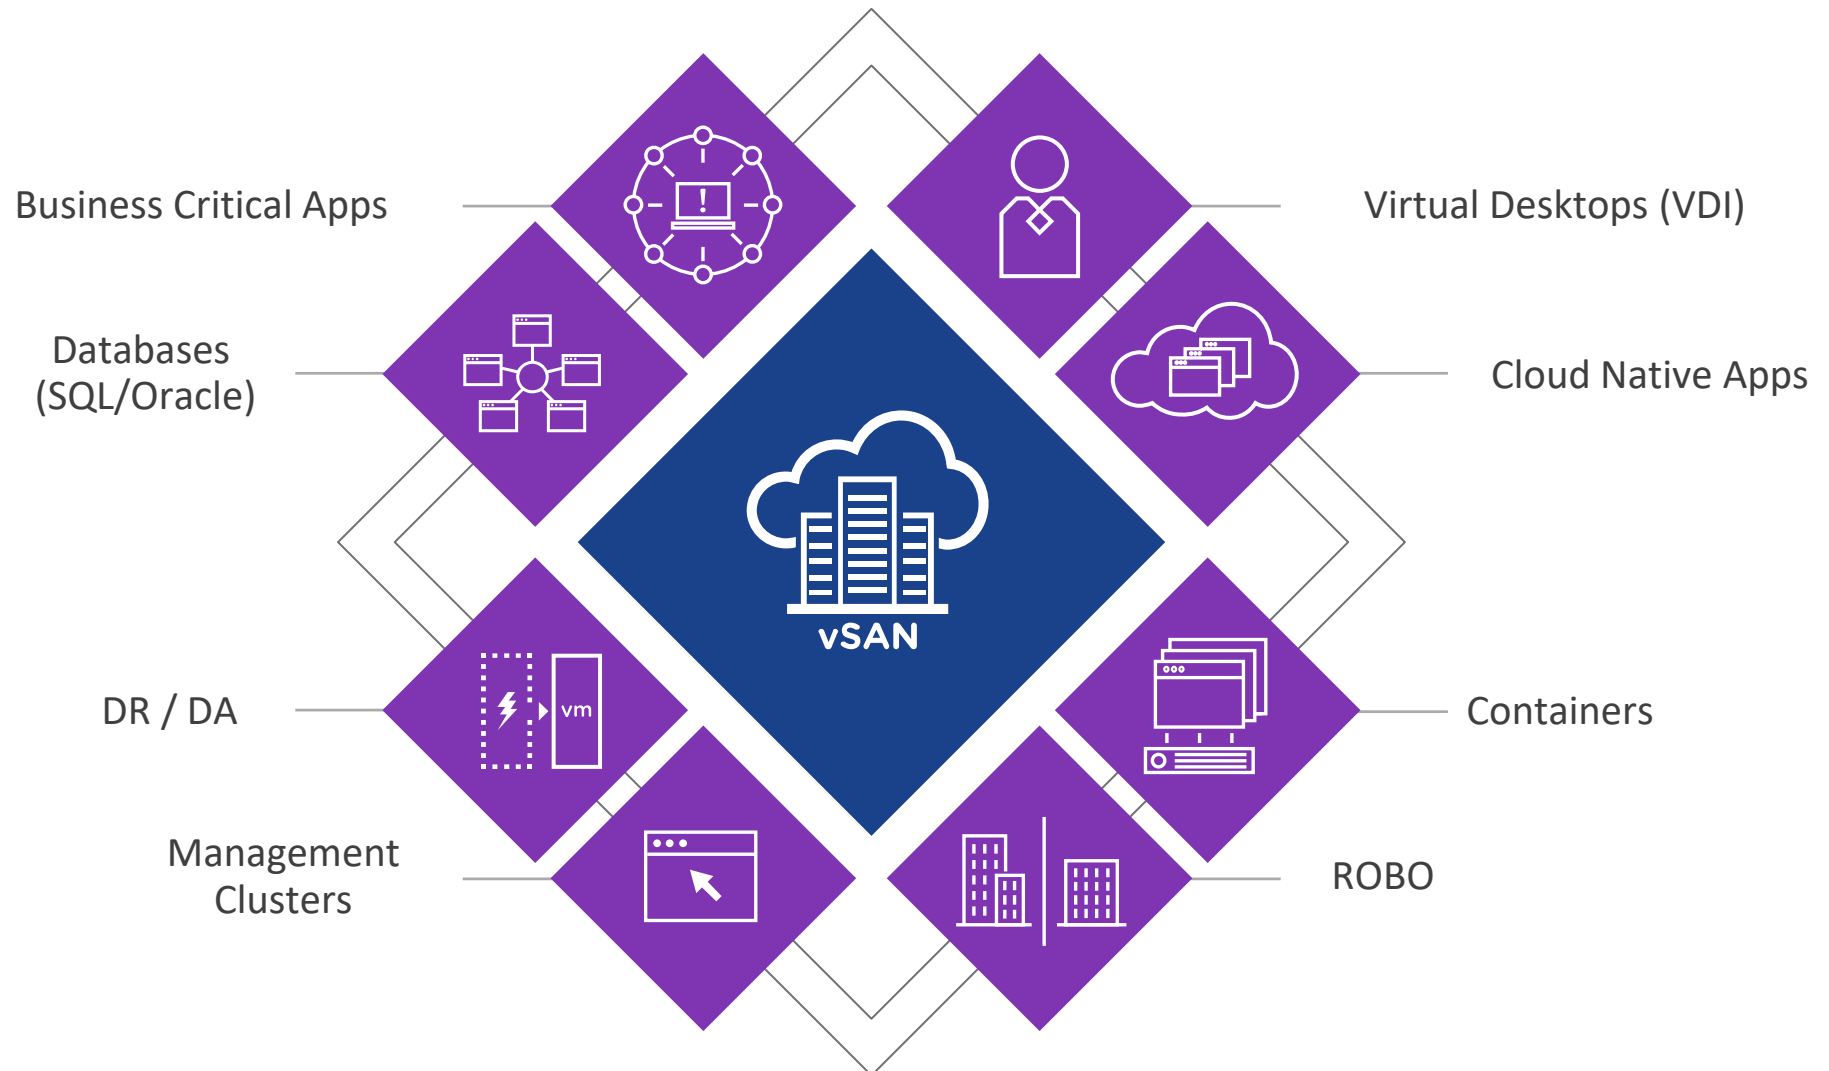 Business Critical Apps
Virtual Desktops (VDI)
Databases
(SQL/Oracle)
Cloud Native Apps
!
vSAN
DR / DA
vm
Containers
Management
Clusters
ROBO